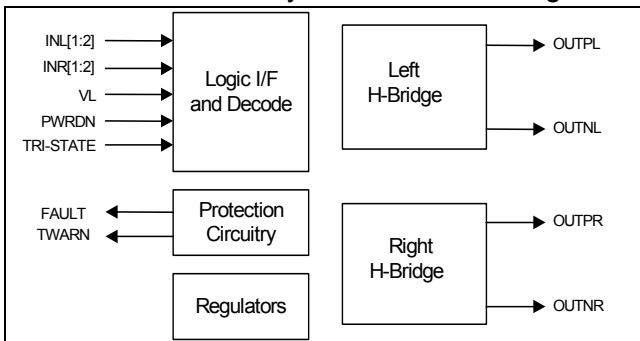 INL[1:2]
INR[1:2]
VL
PWRDN
TRI-STATE
Logic I/F
and Decode
Left
H-Bridge
OUTPL
OUTNL
FAULT
TWARN
Protection
Circuitry
Regulators
Right
H-Bridge
OUTPR
OUTNR